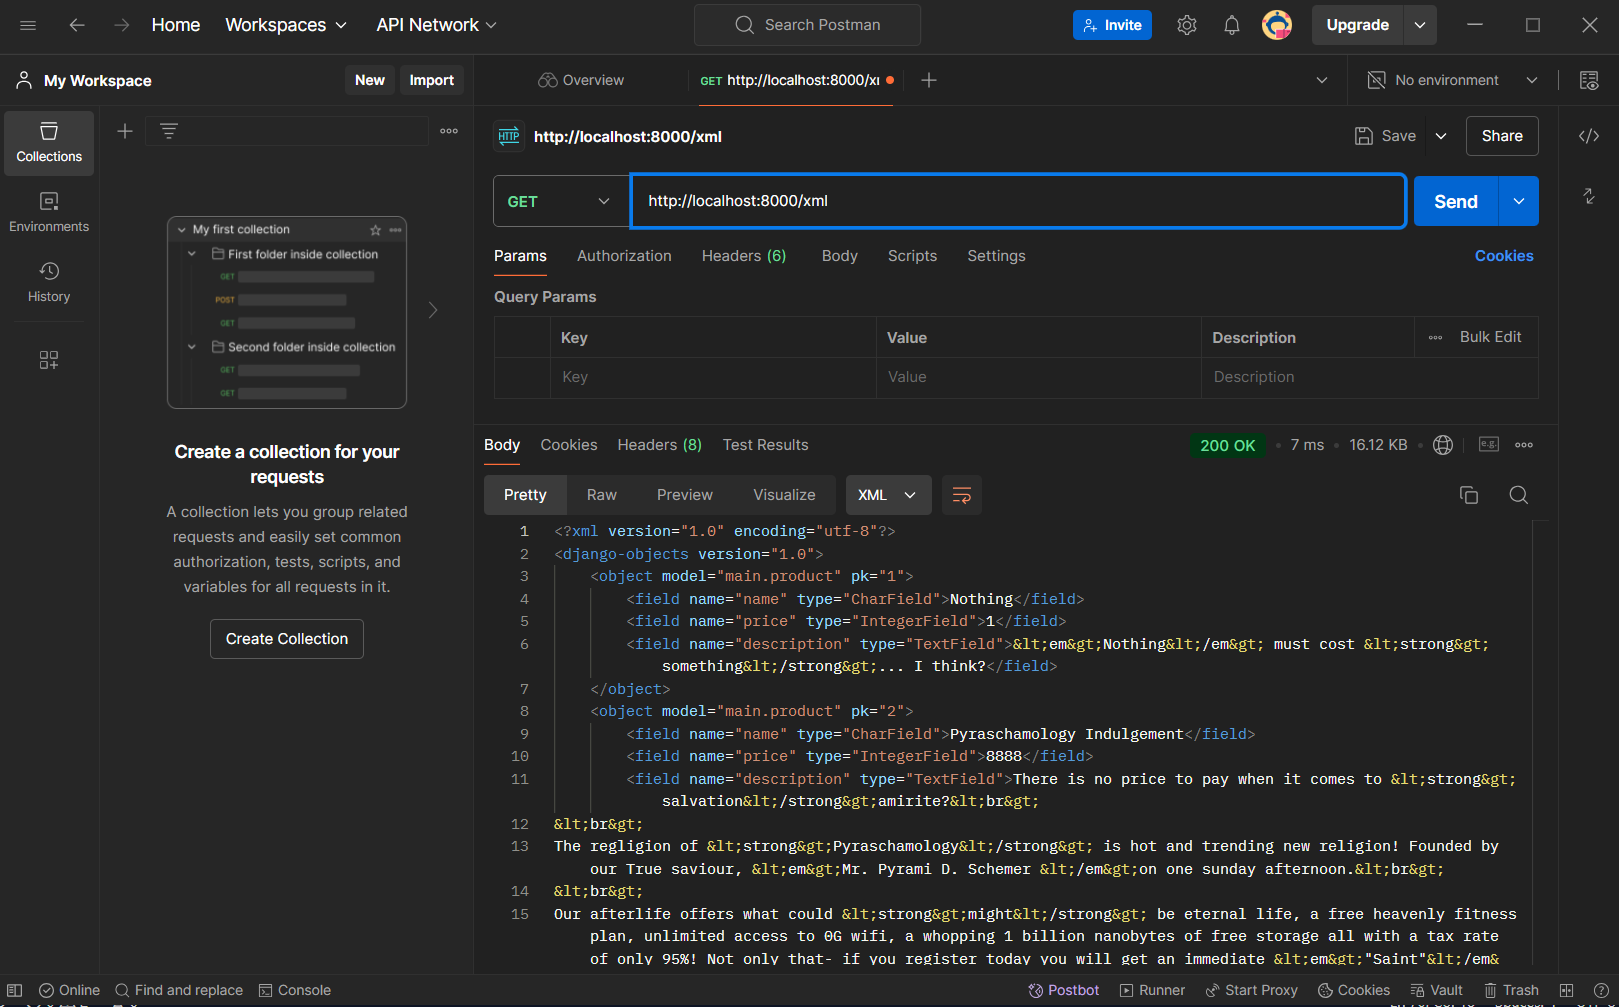 Home Workspaces API Network Search Postman Invite Upgrade
My Workspace New Import Overview GET http://localhost:8000/x No environment
Collections
Environments
History
My first collection
First folder inside collection
GET
POST
GET
Second folder inside collection
GET
GET
Create a collection for your
requests
A collection lets you group related
requests and easily set common
authorization, tests, scripts, and
variables for all requests in it.
Create Collection
HTTP http://localhost:8000/xml Save Share
GET http://localhost:8000/xml Send
Params Authorization Headers (6) Body Scripts Settings Cookies
Query Params
Key Value Description Bulk Edit
Key Value Description
Body Cookies Headers (8) Test Results 200 OK 7 ms 16.12 KB e.g.
Pretty Raw Preview Visualize XML
1 <?xml version="1.0" encoding="utf-8"?>
2 <django-objects version="1.0">
3 <object model="main.product" pk="1">
4 <field name="name" type="CharField">Nothing</field>
5 <field name="price" type="IntegerField">1</field>
6 <field name="description" type="TextField">&lt;em&gt;Nothing&lt;/em&gt; must cost &lt;strong&gt;
something&lt;/strong&gt;... I think?</field>
7 </object>
8 <object model="main.product" pk="2">
9 <field name="name" type="CharField">Pyraschamology Indulgement</field>
10 <field name="price" type="IntegerField">8888</field>
11 <field name="description" type="TextField">There is no price to pay when it comes to &lt;strong&gt;
salvation&lt;/strong&gt;amirite?&lt;br&gt;
12 &lt;br&gt;
13 The regligion of &lt;strong&gt;Pyraschamology&lt;/strong&gt; is hot and trending new religion! Founded by
our True saviour, &lt;em&gt;Mr. Pyrami D. Schemer &lt;/em&gt;on one sunday afternoon.&lt;br&gt;
14 &lt;br&gt;
15 Our afterlife offers what could &lt;strong&gt;might&lt;/strong&gt; be eternal life, a free heavenly fitness
plan, unlimited access to 0G wifi, a whopping 1 billion nanobytes of free storage all with a tax rate
of only 95%! Not only that- if you register today you will get an immediate &lt;em&gt;"Saint"&lt;/em&
Online Find and replace Console Postbot Runner Start Proxy Cookies Vault Trash